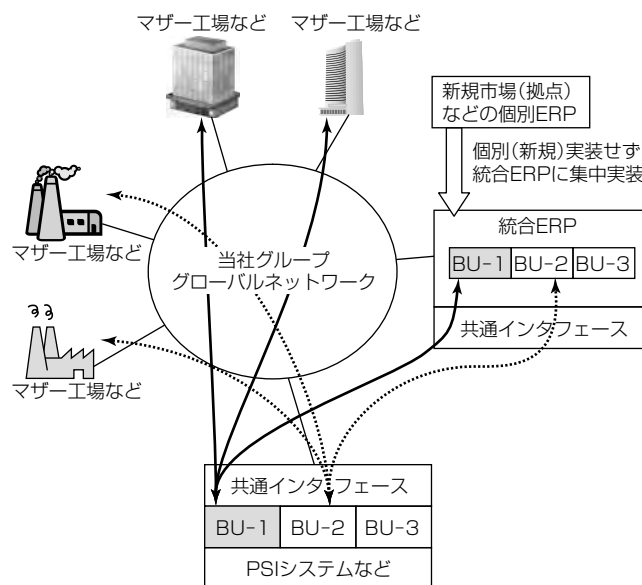 マザー工場など
マザー工場など
新規市場(拠点)
などの個別ERP
個別(新規)実装せず
統合ERPに集中実装
マザー工場など
統合ERP
BU-1 BU-2 BU-3
共通インタフェース
当社グループ
グローバルネットワーク
マザー工場など
共通インタフェース
BU-1 BU-2 BU-3
PSIシステムなど